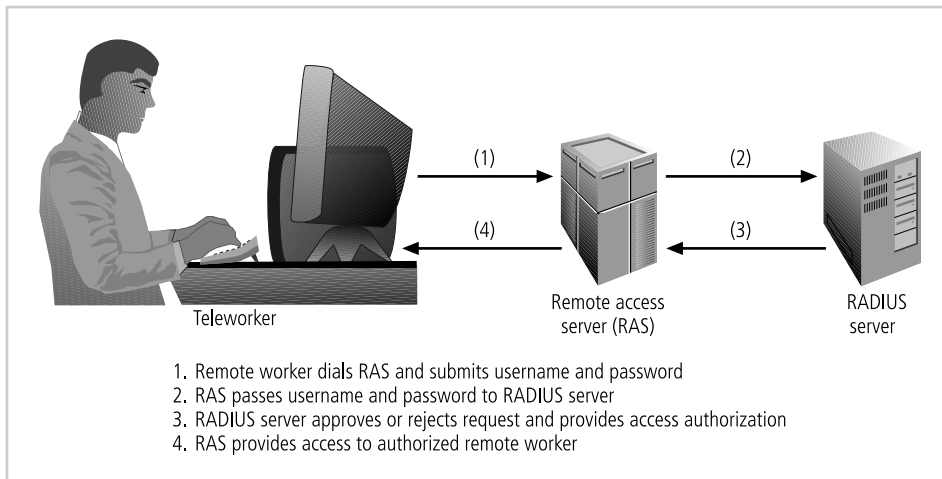 (1)
(2)
(4)
(3)
Teleworker
Remote access
server (RAS)
RADIUS
server
1. Remote worker dials RAS and submits username and password
2. RAS passes username and password to RADIUS server
3. RADIUS server approves or rejects request and provides access authorization
4. RAS provides access to authorized remote worker